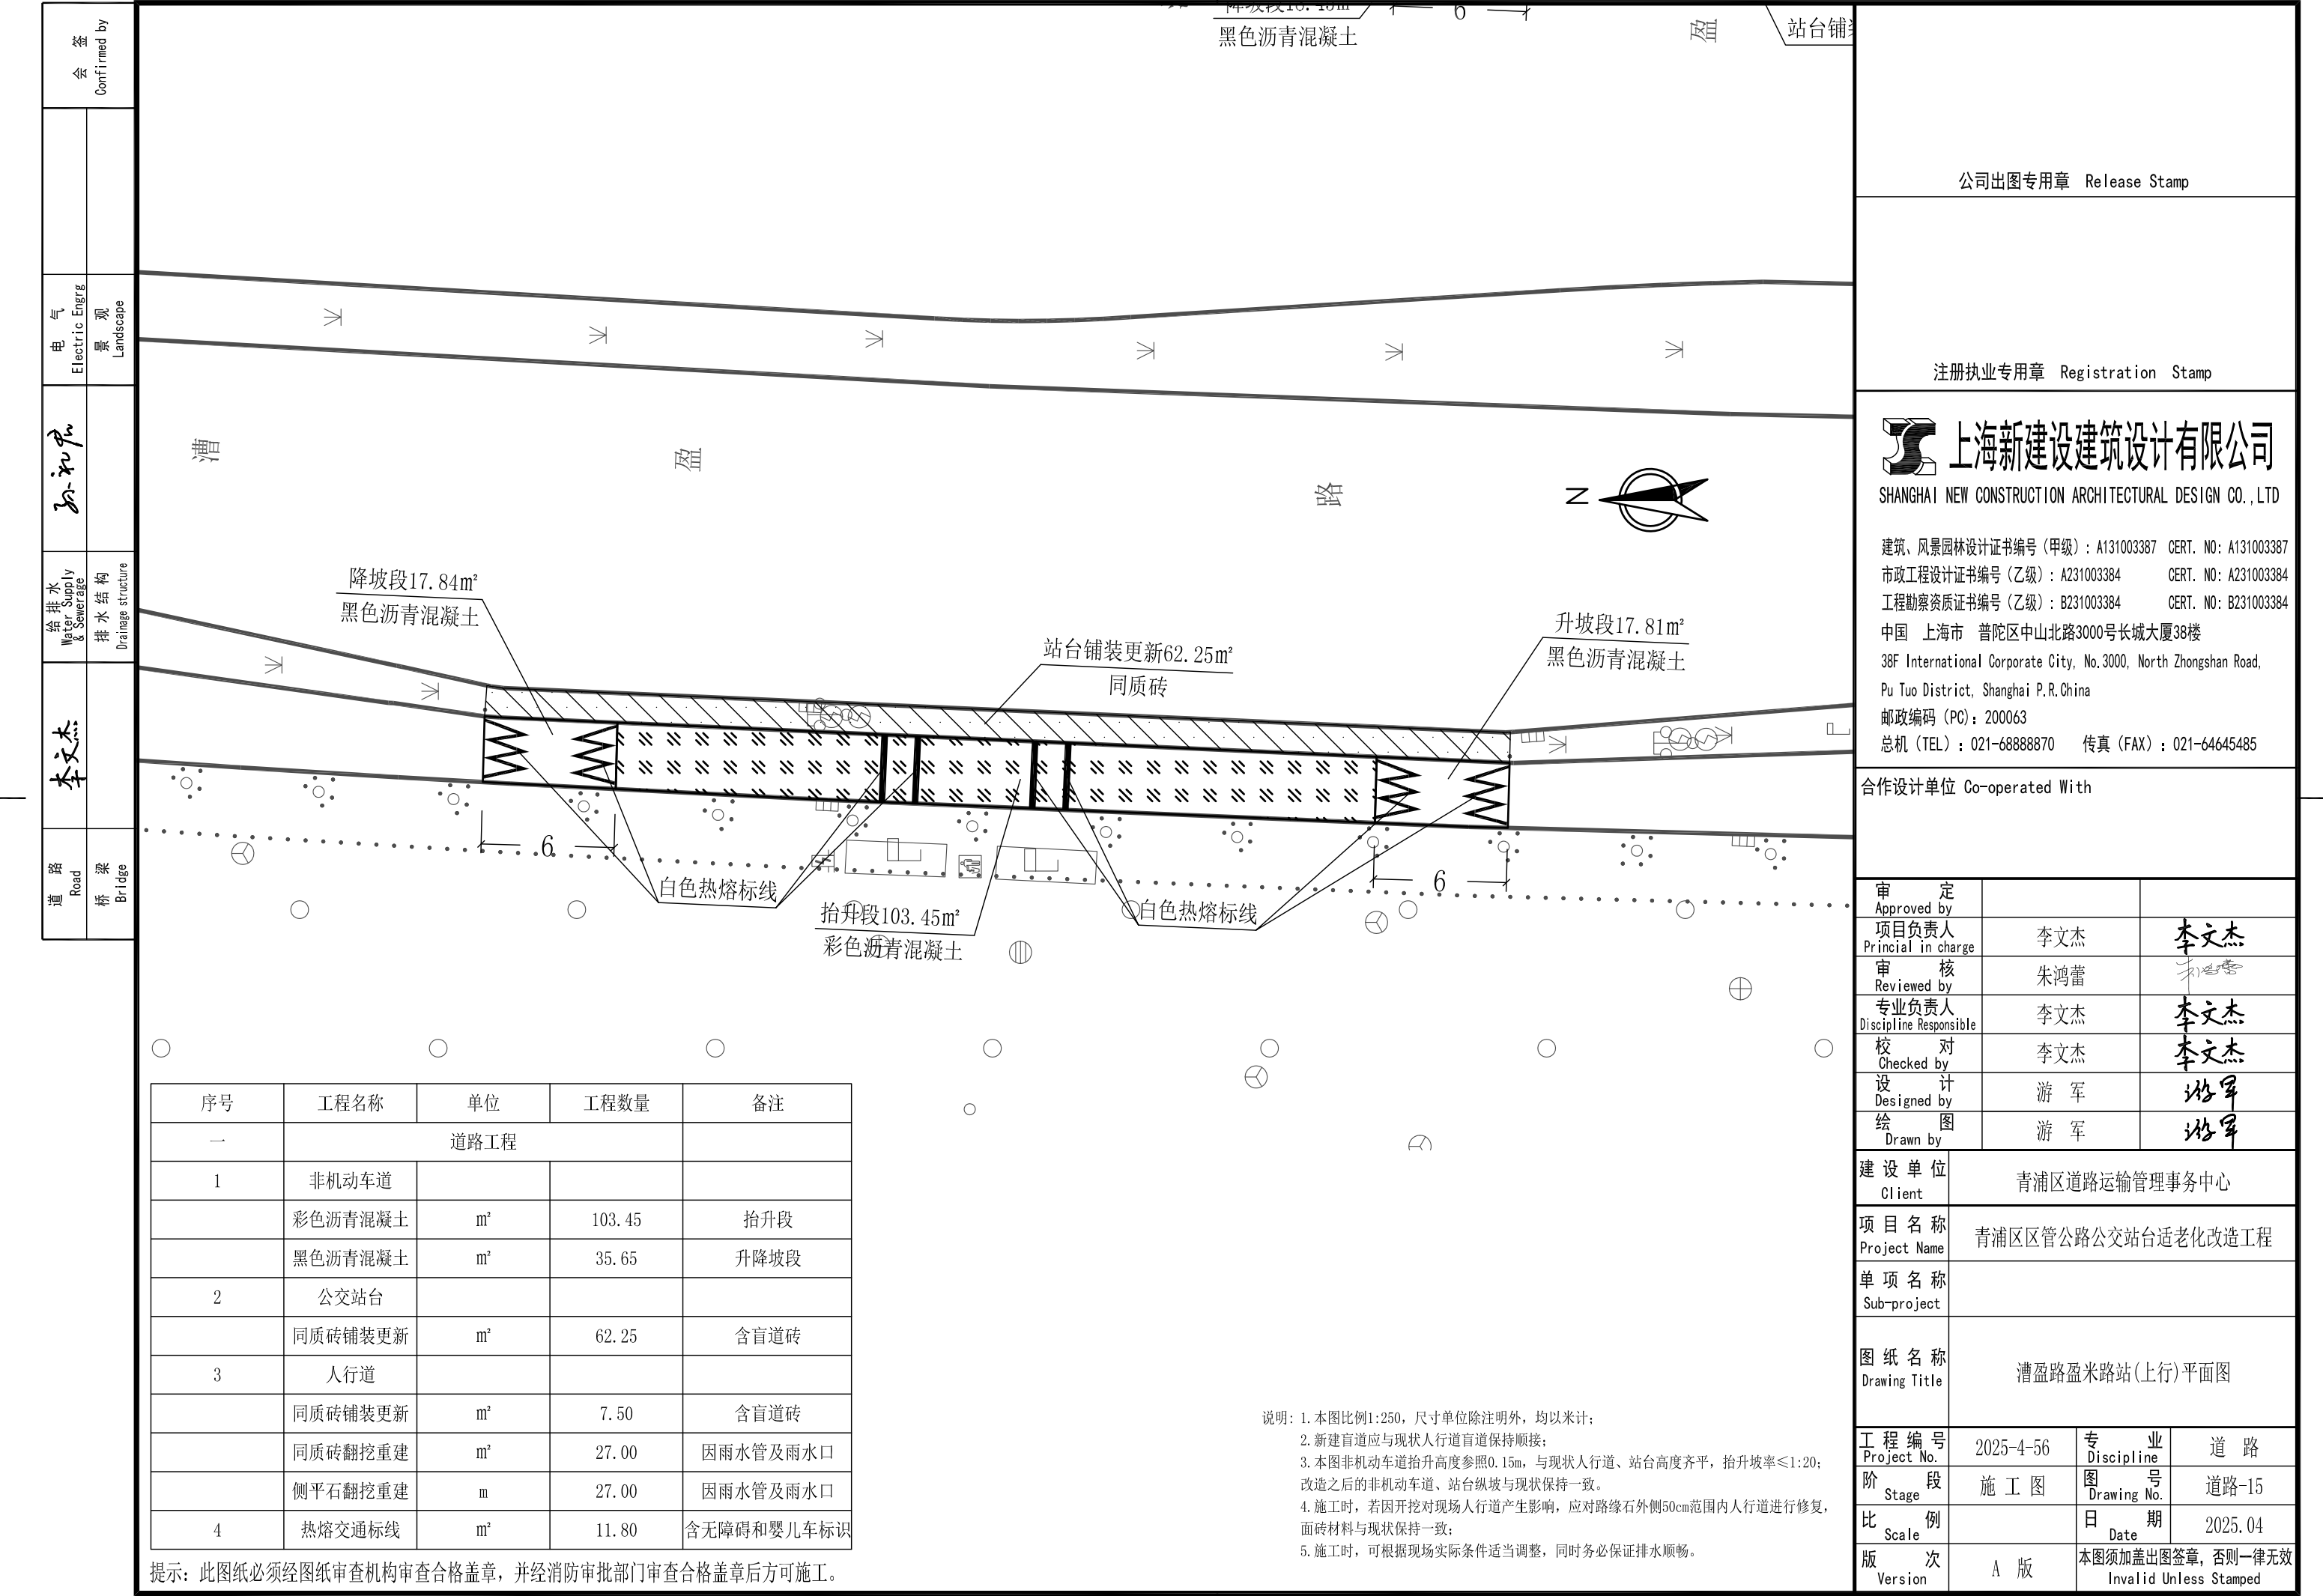 会 签
Confirmed by
电 气
Electric Engrg
景 观
Landscape
给 排 水
Water Supply
& Sewerage
排 水 结 构
Drainage structure
李文杰
道 路
Road
桥 梁
Bridge
黑色沥青混凝土
6
盈
站台铺
漕
盈
路
N
降坡段17.84㎡
黑色沥青混凝土
站台铺装更新62.25㎡
同质砖
升坡段17.81㎡
黑色沥青混凝土
6
6
白色热熔标线
白色热熔标线
抬升段103.45㎡
彩色沥青混凝土
序号 工程名称 单位 工程数量 备注
一 道路工程
1 非机动车道
彩色沥青混凝土 ㎡ 103.45 抬升段
黑色沥青混凝土 ㎡ 35.65 升降坡段
2 公交站台
同质砖铺装更新 ㎡ 62.25 含盲道砖
3 人行道
同质砖铺装更新 ㎡ 7.50 含盲道砖
同质砖翻挖重建 ㎡ 27.00 因雨水管及雨水口
侧平石翻挖重建 m 27.00 因雨水管及雨水口
4 热熔交通标线 ㎡ 11.80 含无障碍和婴儿车标识
提示：此图纸必须经图纸审查机构审查合格盖章，并经消防审批部门审查合格盖章后方可施工。
说明：1.本图比例1:250，尺寸单位除注明外，均以米计；
2.新建盲道应与现状人行道盲道保持顺接；
3.本图非机动车道抬升高度参照0.15m，与现状人行道、站台高度齐平，抬升坡率≤1:20；
改造之后的非机动车道、站台纵坡与现状保持一致。
4.施工时，若因开挖对现场人行道产生影响，应对路缘石外侧50cm范围内人行道进行修复，
面砖材料与现状保持一致；
5.施工时，可根据现场实际条件适当调整，同时务必保证排水顺畅。
公司出图专用章 Release Stamp
注册执业专用章 Registration Stamp
上海新建设建筑设计有限公司
SHANGHAI NEW CONSTRUCTION ARCHITECTURAL DESIGN CO.,LTD
建筑、风景园林设计证书编号（甲级）：A131003387 CERT. NO: A131003387
市政工程设计证书编号（乙级）：A231003384 CERT. NO: A231003384
工程勘察资质证书编号（乙级）：B231003384 CERT. NO: B231003384
中国 上海市 普陀区中山北路3000号长城大厦38楼
38F International Corporate City, No.3000, North Zhongshan Road,
Pu Tuo District, Shanghai P.R.China
邮政编码（PC）：200063
总机（TEL）：021-68888870 传真（FAX）：021-64645485
合作设计单位 Co-operated With
审 定
Approved by
项目负责人 李文杰 李文杰
Princial in charge
审 核 朱鸿蕾
Reviewed by
专业负责人 李文杰 李文杰
Discipline Responsible
校 对 李文杰 李文杰
Checked by
设 计 游 军 游军
Designed by
绘 图 游 军 游军
Drawn by
建 设 单 位 青浦区道路运输管理事务中心
Client
项 目 名 称 青浦区区管公路公交站台适老化改造工程
Project Name
单 项 名 称
Sub-project
图 纸 名 称 漕盈路盈米路站(上行)平面图
Drawing Title
工 程 编 号 2025-4-56 专 业 道 路
Project No. Discipline
阶 段 施 工 图 图 号 道路-15
Stage Drawing No.
比 例 日 期 2025.04
Scale Date
版 次 A 版 本图须加盖出图签章，否则一律无效
Version Invalid Unless Stamped